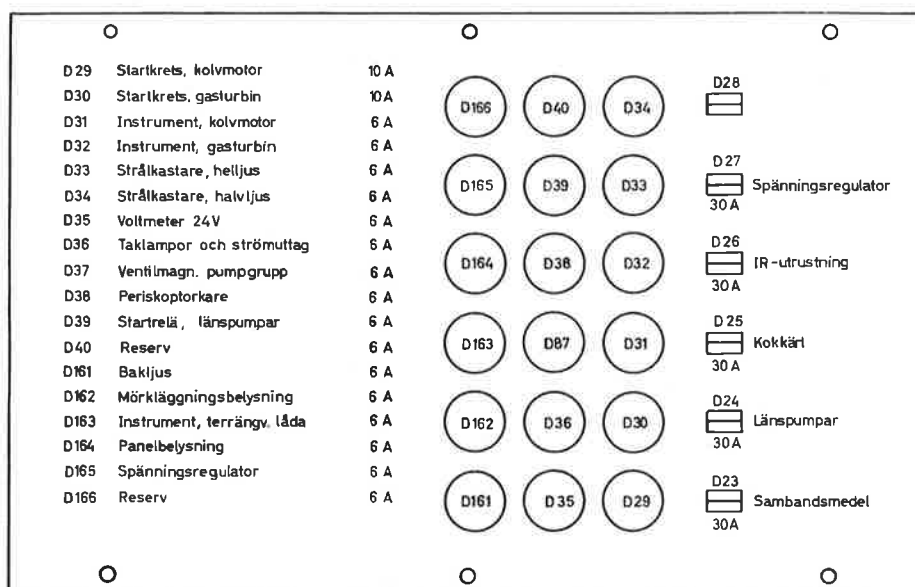 D29 Startkrets, kolvmotor 10 A
D30 Startkrets, gasturbin 10 A
D31 Instrument, kolvmotor 6 A
D32 Instrument, gasturbin 6 A
D33 Strålkastare, helljus 6 A
D34 Strålkastare, halvljus 6 A
D35 Voltmeter 24V 6 A
D36 Taklampor och strömuttag 6 A
D37 Ventilmagn. pumpgrupp 6 A
D38 Periskoptorkare 6 A
D39 Startrelä, länspumpar 6 A
D40 Reserv 6 A
D161 Bakljus 6 A
D162 Mörkläggningsbelysning 6 A
D163 Instrument, terrängv. låda 6 A
D164 Panelbelysning 6 A
D165 Spänningsregulator 6 A
D166 Reserv 6 A
D166 D40 D34
D165 D39 D33
D164 D38 D32
D163 D87 D31
D162 D36 D30
D161 D35 D29
D28
D27
Spänningsregulator
30 A
D26
IR-utrustning
30 A
D25
Kokkärl
30 A
D24
Länspumpar
30 A
D23
Sambandsmedel
30 A